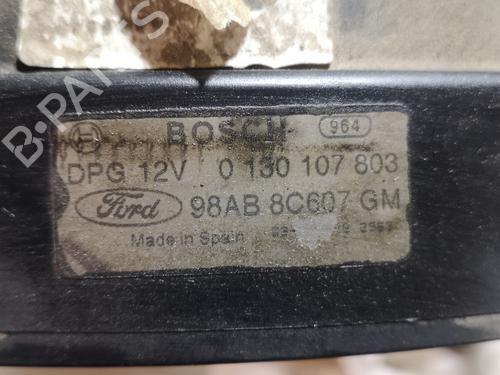 BOSCH 964
DPG 12V 0 130 107 803
Ford 98AB 8C607 GM
Made in Spain
B-PARTS